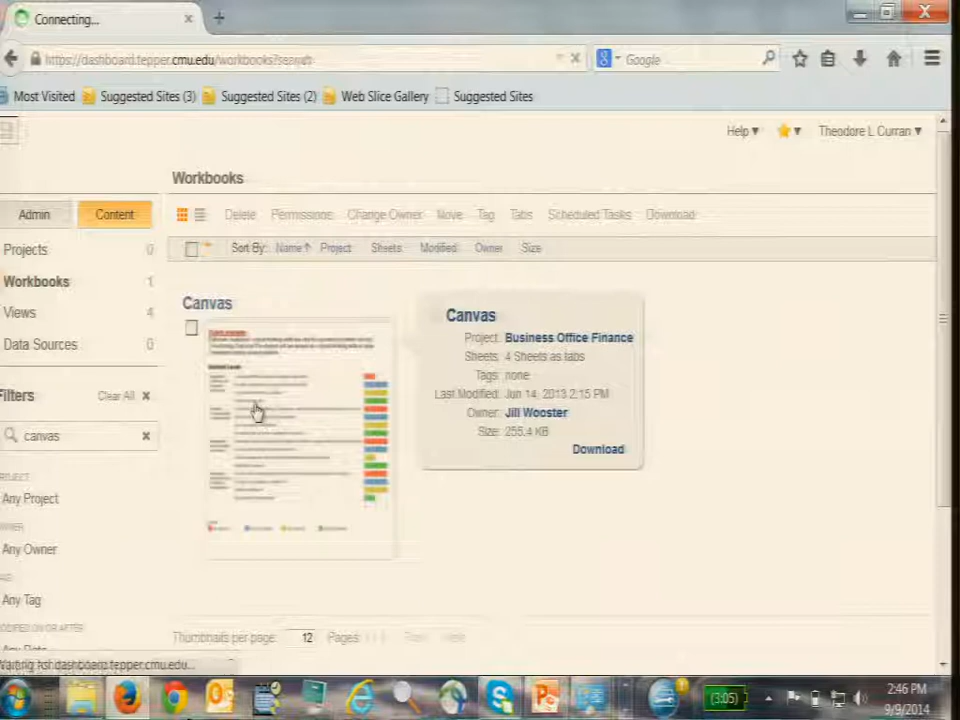 Connecting...
https://dashboard.tepper.cmu.edu/workbooks?search
Google
Most Visited Suggested Sites (3) Suggested Sites (2) Web Slice Gallery Suggested Sites
Help Theodore L Curran
Workbooks
Admin Content
Delete Permissions Change Owner Move Tag Tabs Scheduled Tasks Download
Sort By: Name Project Sheets Modified Owner Size
Projects 0
Workbooks 1
Views 4
Data Sources 0
Filters Clear All
canvas
Any Project
Any Owner
Any Tag
Canvas
Canvas
Project: Business Office Finance
Sheets: 4 Sheets as tabs
Tags: none
Last Modified: Jun 14, 2013 2:15 PM
Owner: Jill Wooster
Size: 255.4 KB
Download
Thumbnails per page: 12 Pages:
Waiting for dashboard.tepper.cmu.edu...
(3:05)
2:46 PM
9/9/2014